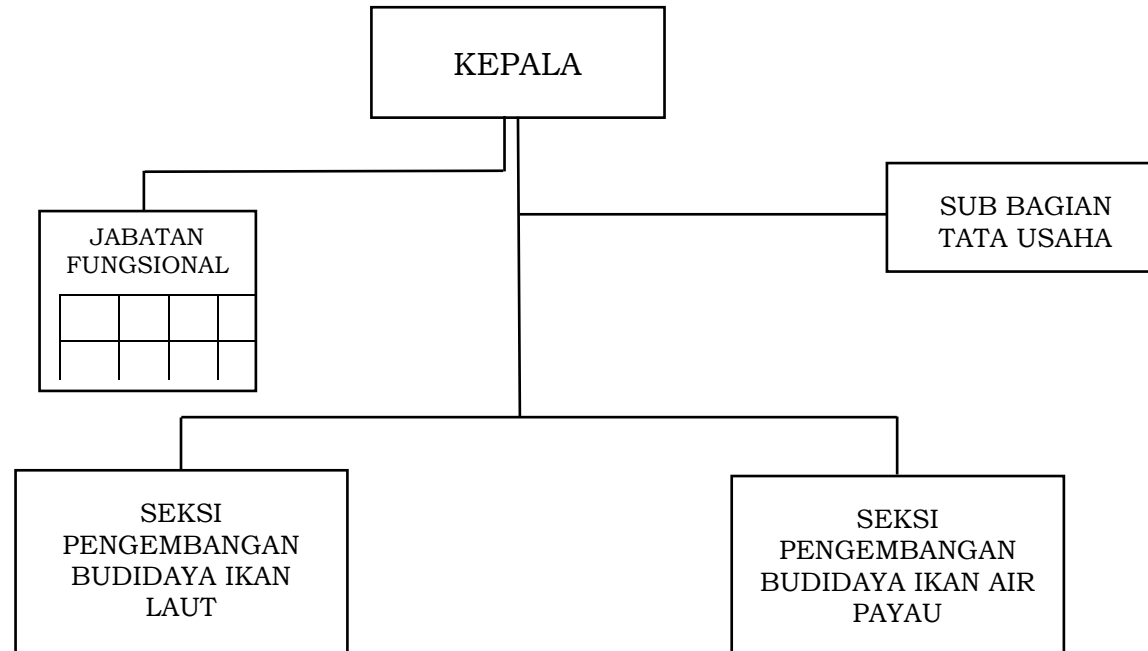 KEPALA
SUB BAGIAN
TATA USAHA
JABATAN
FUNGSIONAL
SEKSI
PENGEMBANGAN
BUDIDAYA IKAN
LAUT
SEKSI
PENGEMBANGAN
BUDIDAYA IKAN AIR
PAYAU